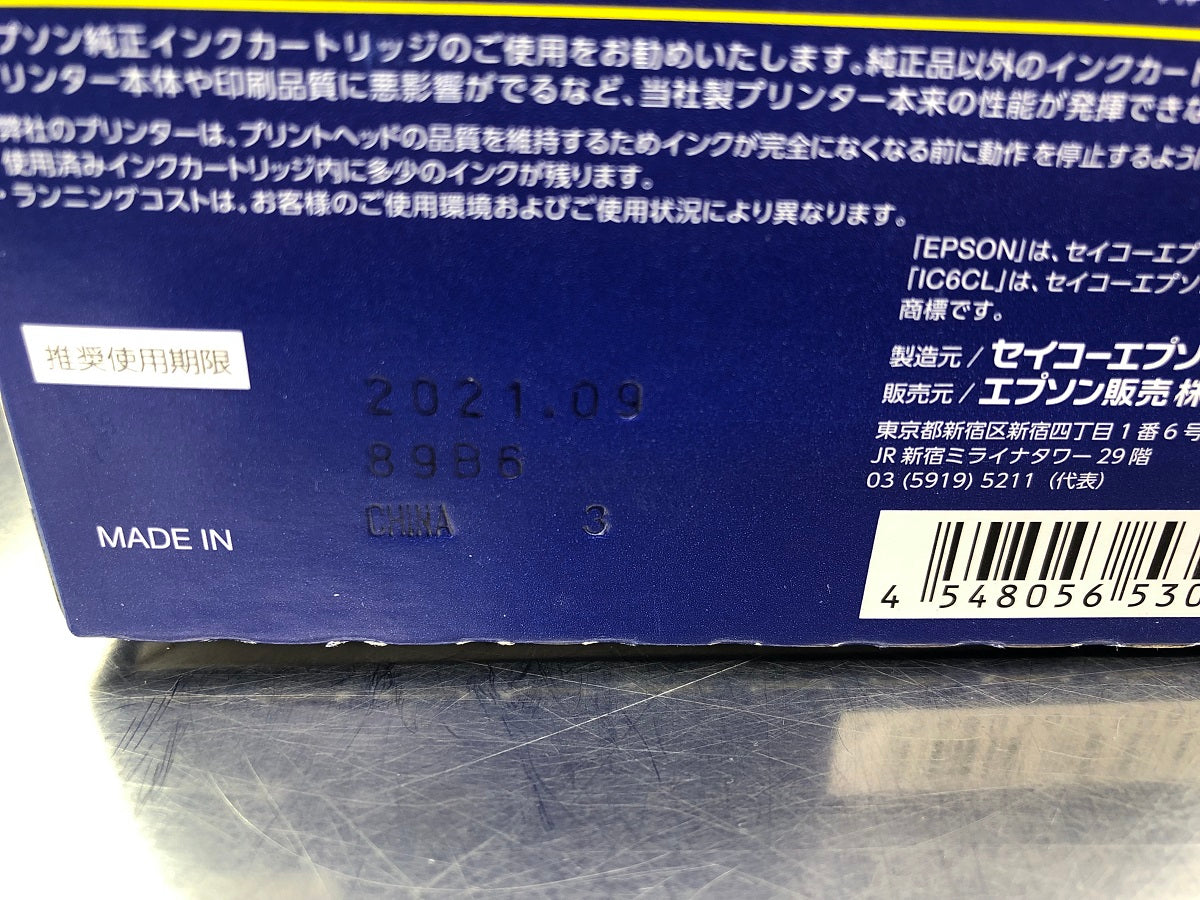 プソン純正インクカートリッジのご使用をお勧めいたします。純正品以外のインクカート
リンター本体や印刷品質に悪影響がでるなど、当社製プリンター本来の性能が発揮できな
弊社のプリンターは、プリントヘッドの品質を維持するためインクが完全になくなる前に動作を停止するよう
使用済みインクカートリッジ内に多少のインクが残ります。
・ランニングコストは、お客様のご使用環境およびご使用状況により異なります。
「EPSON」は、セイコーエプ
「IC6CL」は、セイコーエプソ
商標です。
製造元 / セイコーエプソ
販売元 / エプソン販売 株
東京都新宿区新宿四丁目1番6号
JR 新宿ミライナタワー 29 階
03 (5919) 5211 (代表)
推奨使用期限
2021.09
89B6
MADE IN CHINA 3
4 548056 530